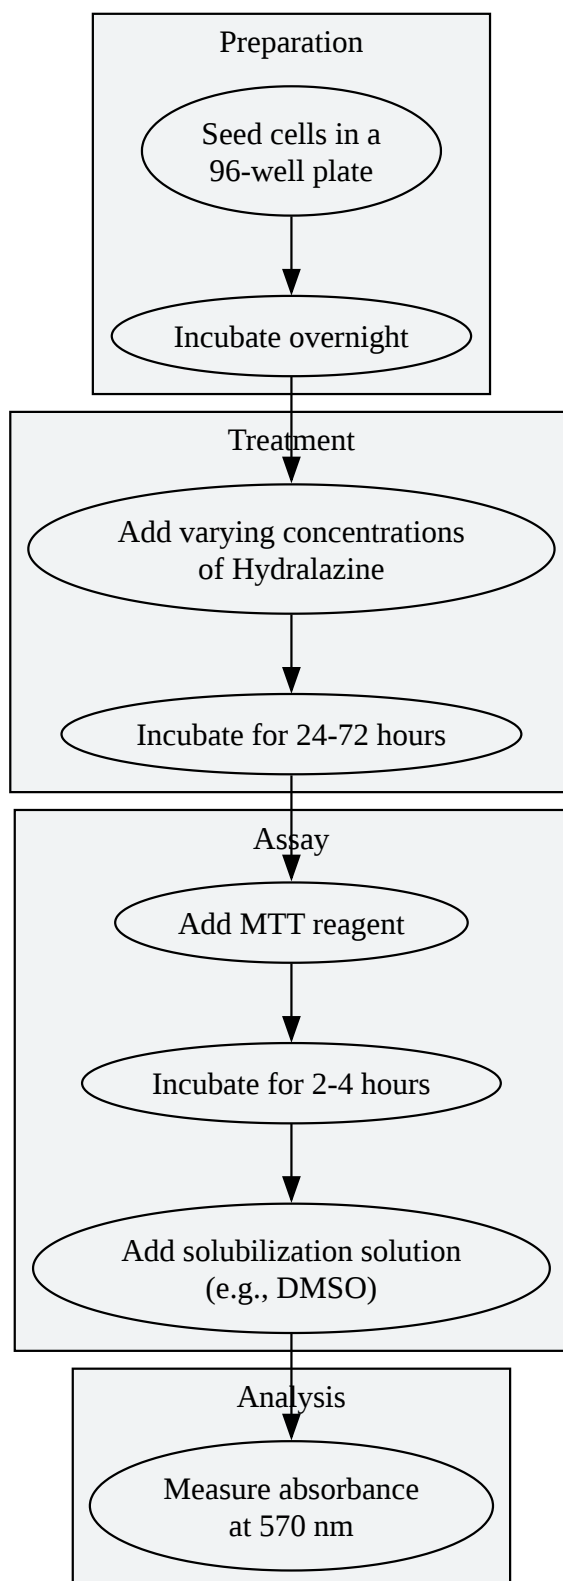 Preparation
Seed cells in a
96-well plate
Incubate overnight
Treatment
Add varying concentrations
of Hydralazine
Incubate for 24-72 hours
Assay
Add MTT reagent
Incubate for 2-4 hours
Add solubilization solution
(e.g., DMSO)
Analysis
Measure absorbance
at 570 nm